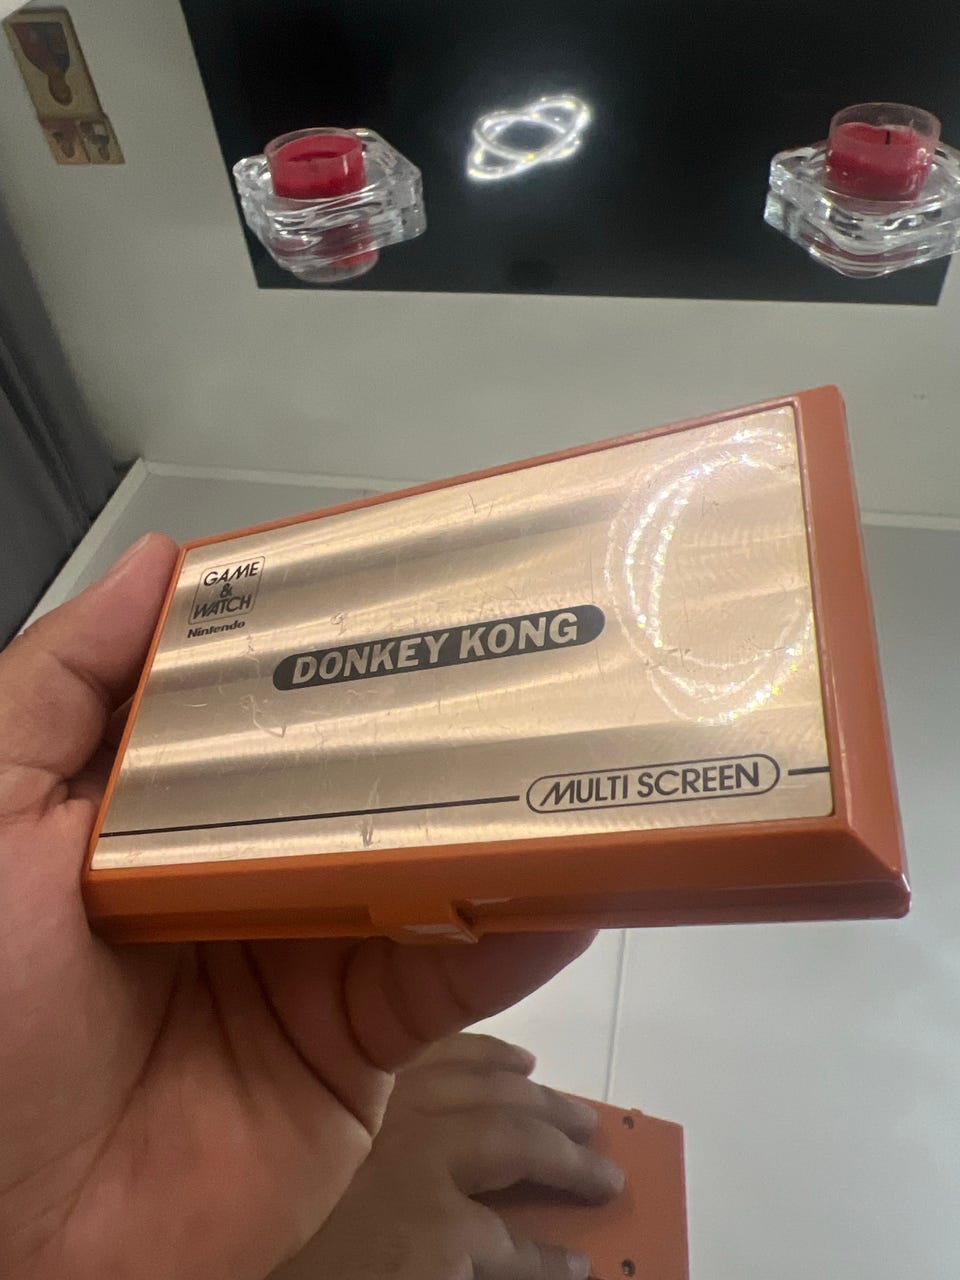 GAME
&
WATCH
Nintendo
DONKEY KONG
MULTI SCREEN